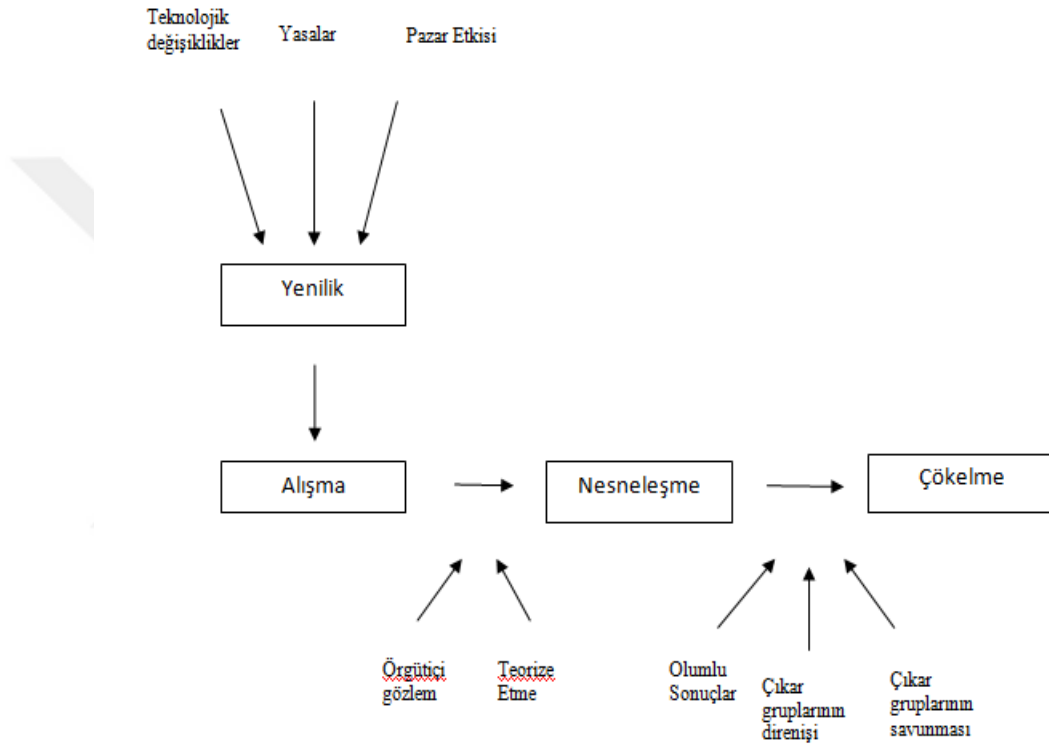 Teknolojik
değişiklikler
Yasalar
Pazar Etkisi
Yenilik
Alışma
Nesneleşme
Çökelme
Örgütiçi
gözlem
Teorize
Etme
Olumlu
Sonuçlar
Çıkar
gruplarının
direnişi
Çıkar
gruplarının
savunması